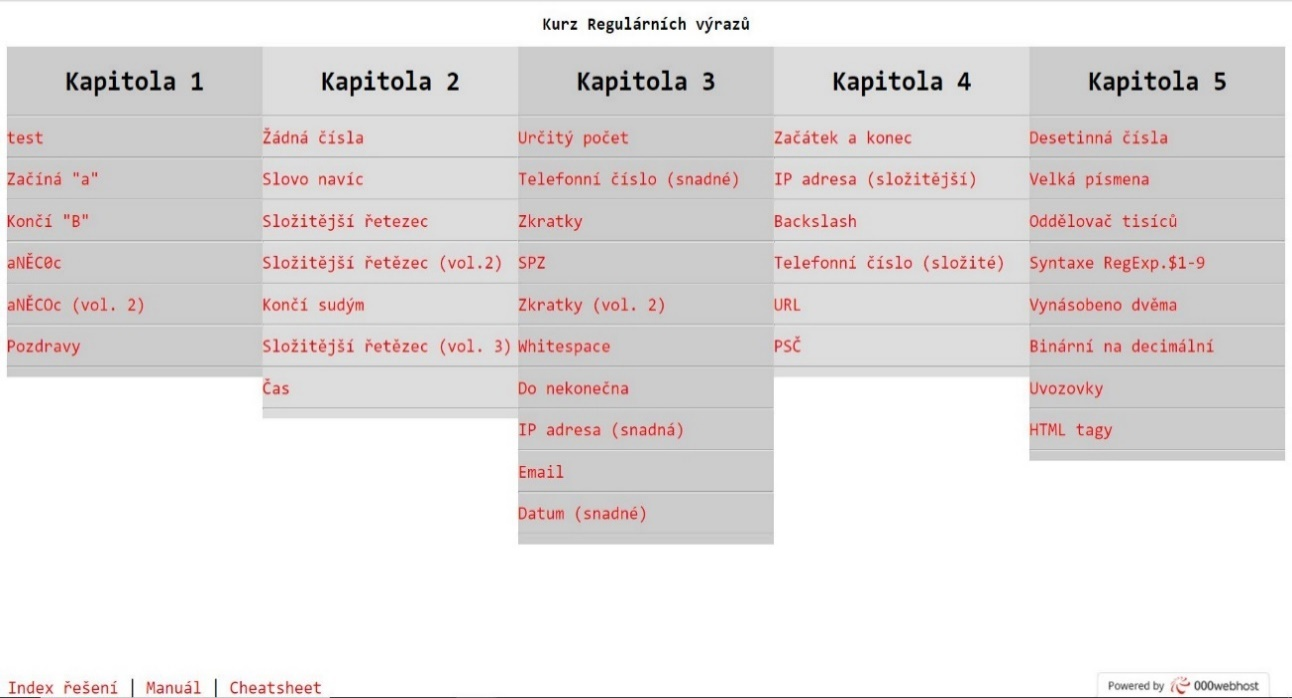 Kurz Regulárních výrazů
Kapitola 1
test
Začíná "a"
Končí "B"
aNĚC0c
aNĚCOc (vol. 2)
Pozdravy
Kapitola 2
Žádná čísla
Slovo navíc
Složitější řetezec
Složitější řetězec (vol.2)
Končí sudým
Složitější řetězec (vol. 3)
Čas
Kapitola 3
Určitý počet
Telefonní číslo (snadné)
Zkratky
SPZ
Zkratky (vol. 2)
Whitespace
Do nekonečna
IP adresa (snadná)
Email
Datum (snadné)
Kapitola 4
Začátek a konec
IP adresa (složitější)
Backslash
Telefonní číslo (složité)
URL
PSČ
Kapitola 5
Desetinná čísla
Velká písmena
Oddělovač tisíců
Syntaxe RegExp.$1-9
Vynásobeno dvěma
Binární na decimální
Uvozovky
HTML tagy
Index řešení | Manuál | Cheatsheet
Powered by 000webhost